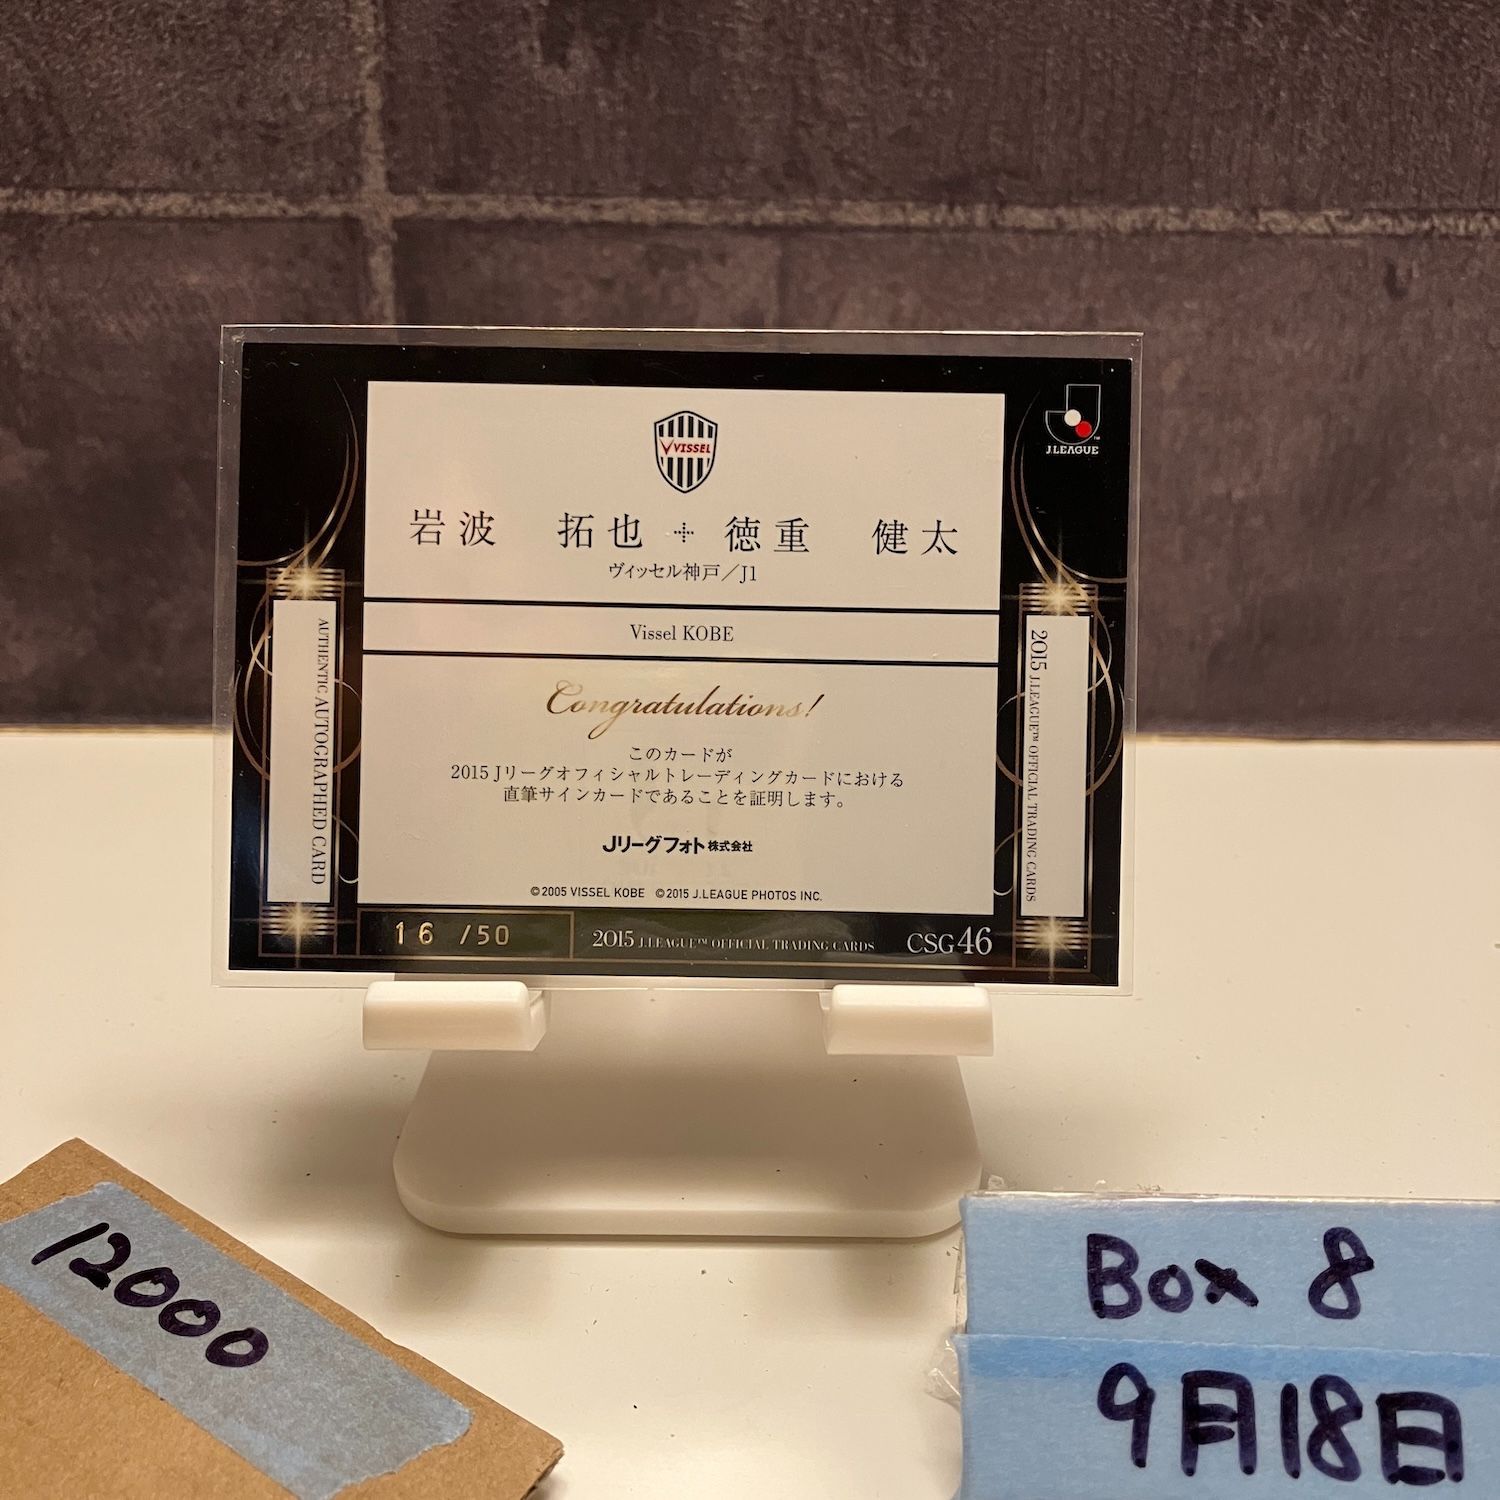 VISSEL
J.LEAGUE™
岩波 拓也 + 徳重 健太
ヴィッセル神戸／J1
Vissel KOBE
Congratulations!
このカードが
2015 Jリーグオフィシャルトレーディングカードにおける
直筆サインカードであることを証明します。
Jリーグフォト株式会社
©2005 VISSEL KOBE ©2015 J.LEAGUE PHOTOS INC.
AUTHENTIC AUTOGRAPHED CARD
2015 J.LEAGUE™ OFFICIAL TRADING CARDS
16 /50
2015 J.LEAGUE™ OFFICIAL TRADING CARDS
CSG46
12000
Box 8
9月18日